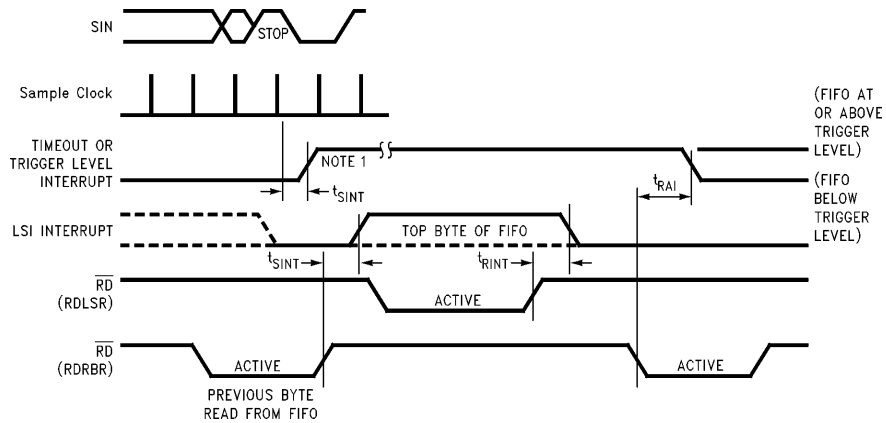 SIN
STOP
Sample Clock
(FIFO AT
OR ABOVE
TRIGGER
LEVEL)
TIMEOUT OR
TRIGGER LEVEL
INTERRUPT
NOTE 1
tSINT
tRAI
(FIFO
BELOW
TRIGGER
LEVEL)
LSI INTERRUPT
TOP BYTE OF FIFO
tSINT
tRINT
RD
(RDLSR)
ACTIVE
RD
(RDRBR)
ACTIVE
ACTIVE
PREVIOUS BYTE
READ FROM FIFO